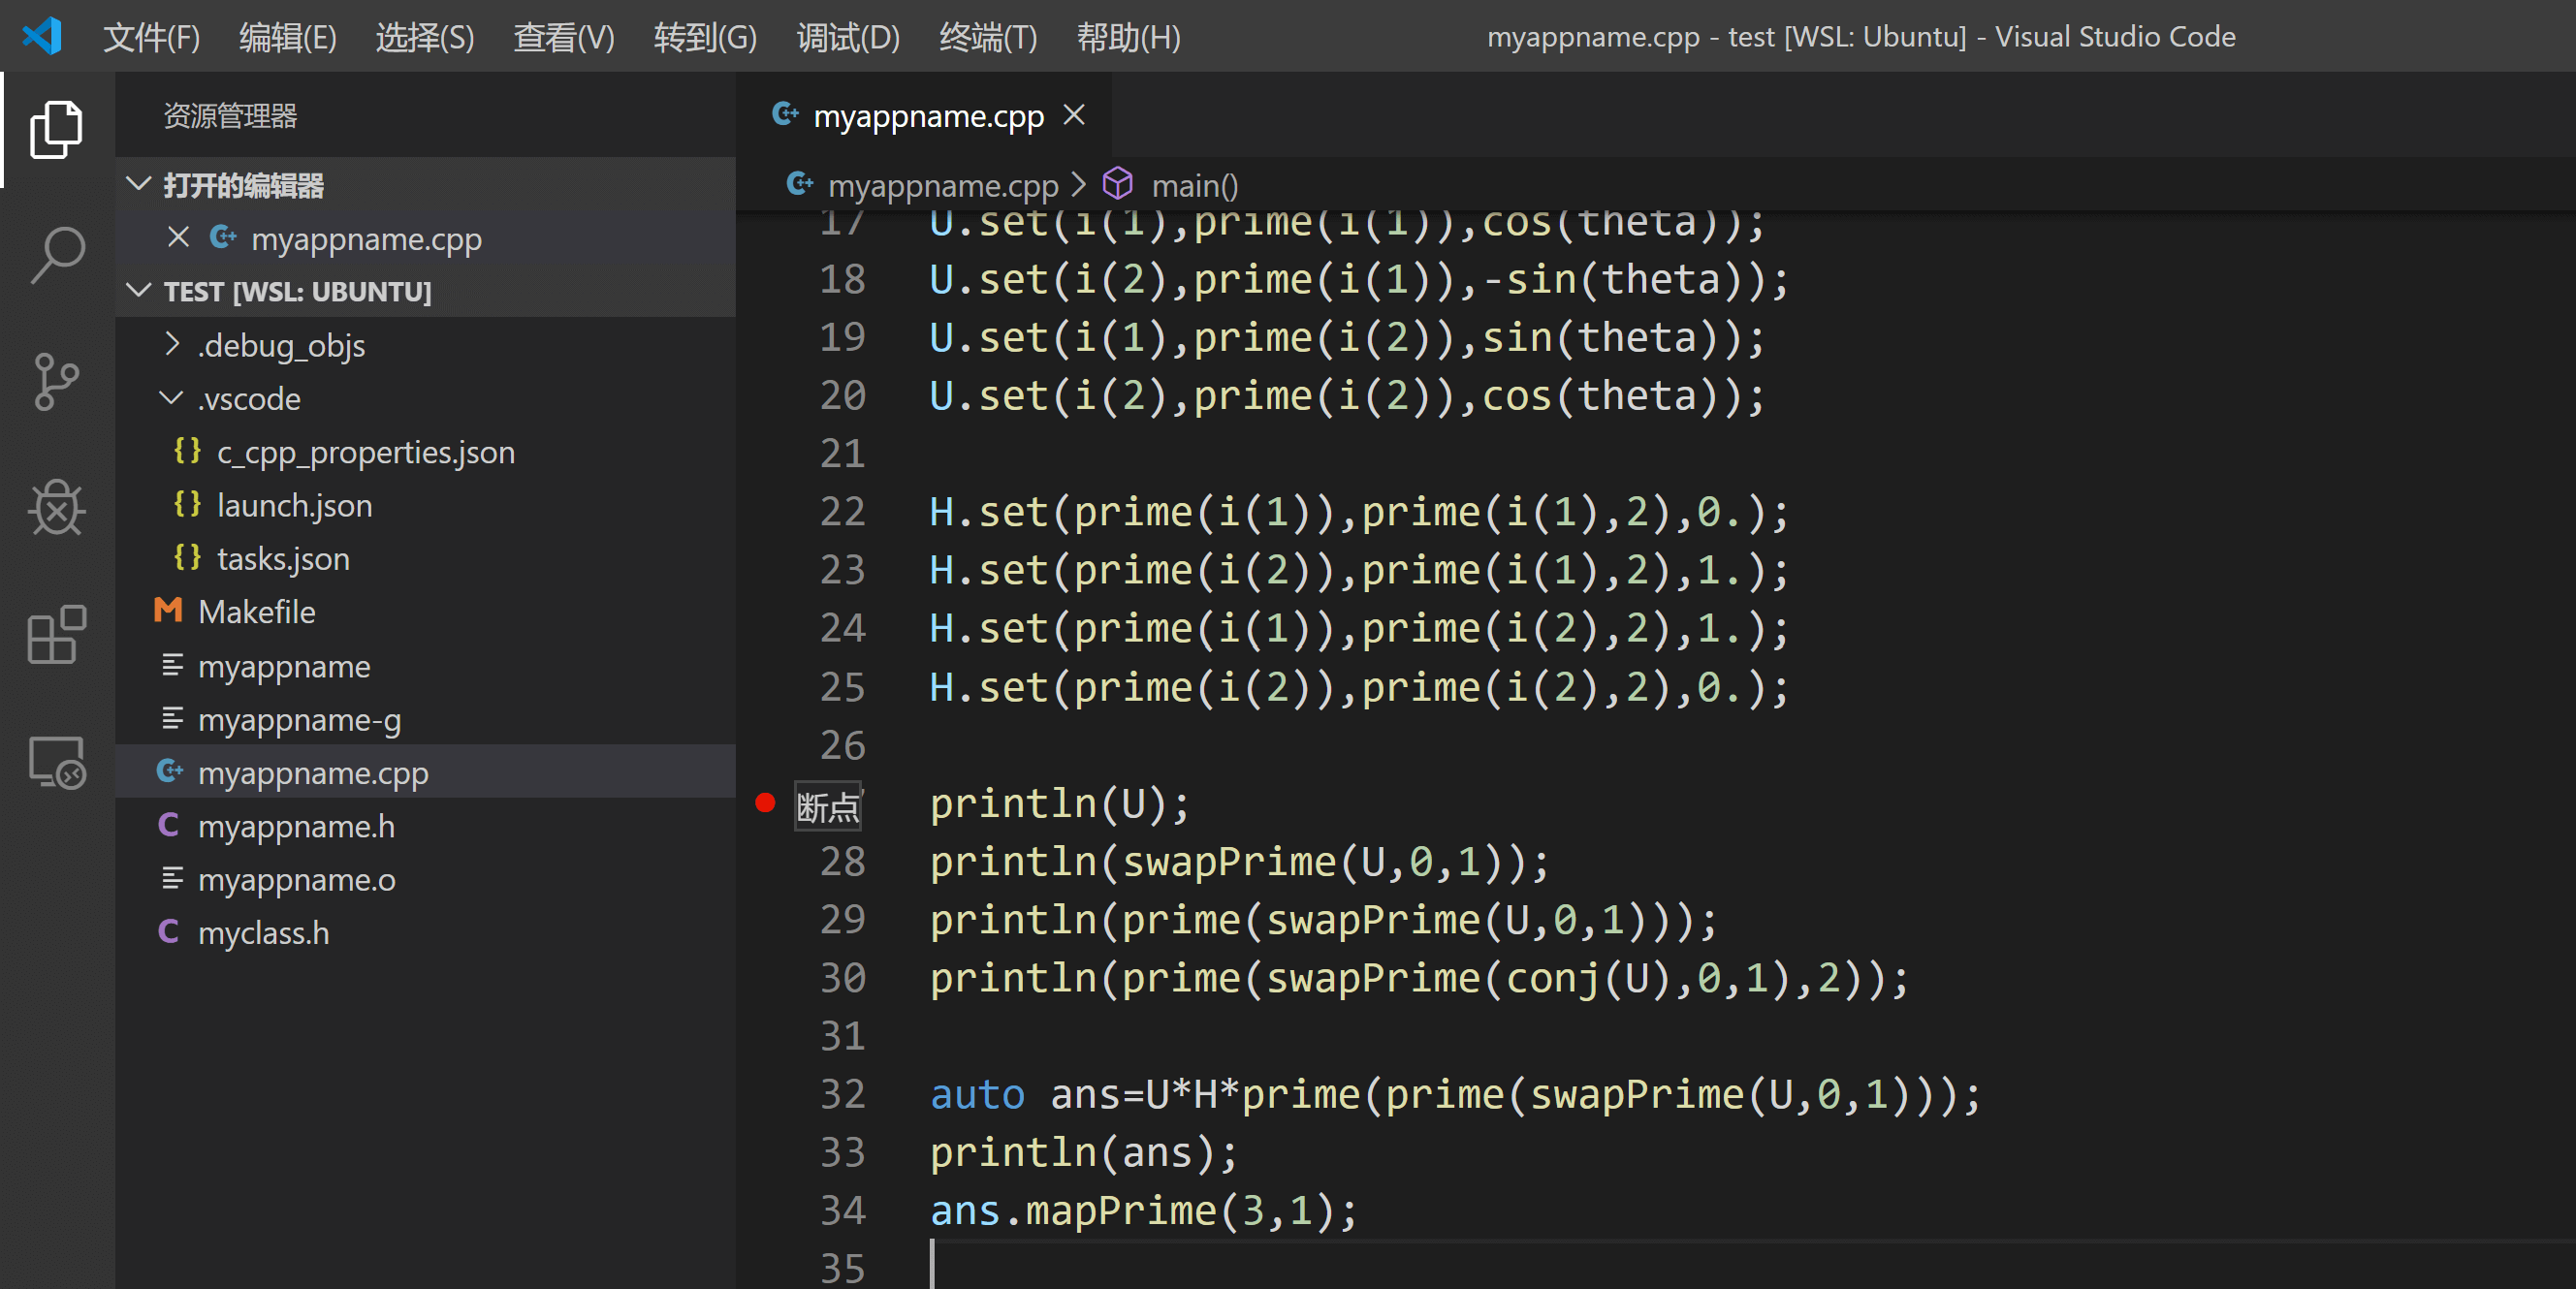 文件(F) 编辑(E) 选择(S) 查看(V) 转到(G) 调试(D) 终端(T) 帮助(H) myappname.cpp - test [WSL: Ubuntu] - Visual Studio Code
资源管理器
打开的编辑器
myappname.cpp
TEST [WSL: UBUNTU]
.debug_objs
.vscode
c_cpp_properties.json
launch.json
tasks.json
Makefile
myappname
myappname-g
myappname.cpp
myappname.h
myappname.o
myclass.h
myappname.cpp
myappname.cpp main()
17 U.set(i(1),prime(i(1)),cos(theta));
18 U.set(i(2),prime(i(1)),-sin(theta));
19 U.set(i(1),prime(i(2)),sin(theta));
20 U.set(i(2),prime(i(2)),cos(theta));
21
22 H.set(prime(i(1)),prime(i(1),2),0.);
23 H.set(prime(i(2)),prime(i(1),2),1.);
24 H.set(prime(i(1)),prime(i(2),2),1.);
25 H.set(prime(i(2)),prime(i(2),2),0.);
26
断点 println(U);
28 println(swapPrime(U,0,1));
29 println(prime(swapPrime(U,0,1)));
30 println(prime(swapPrime(conj(U),0,1),2));
31
32 auto ans=U*H*prime(prime(swapPrime(U,0,1)));
33 println(ans);
34 ans.mapPrime(3,1);
35